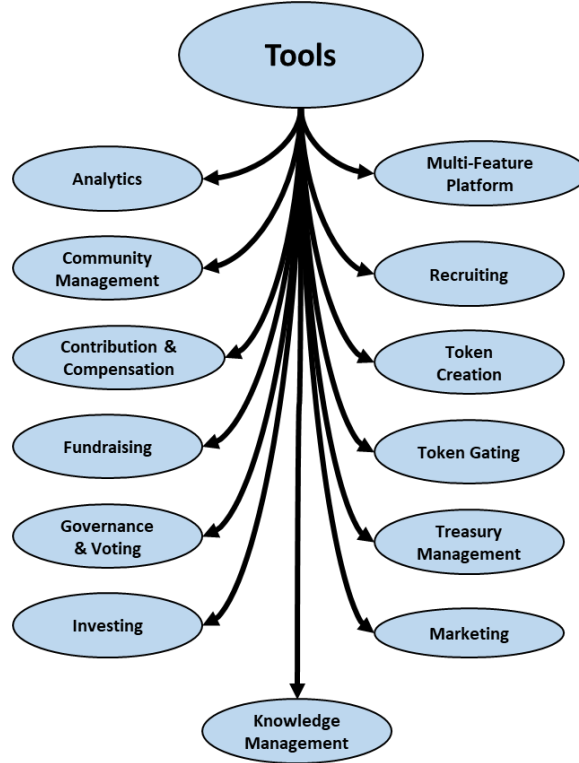 Tools
Analytics
Community
Management
Contribution &
Compensation
Fundraising
Governance
& Voting
Investing
Multi-Feature
Platform
Recruiting
Token
Creation
Token Gating
Treasury
Management
Marketing
Knowledge
Management